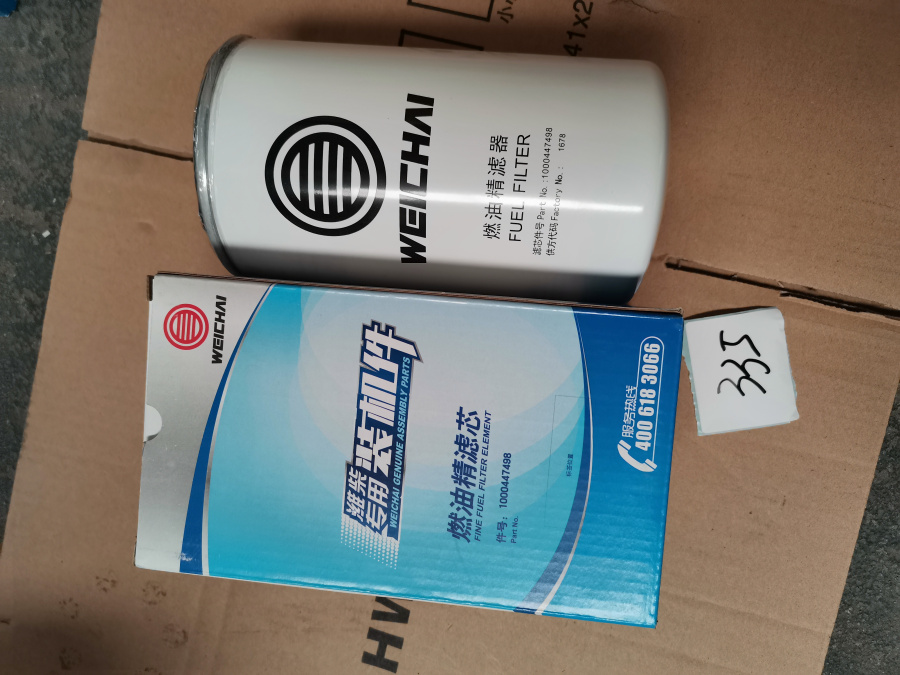 WEICHAI
燃油精滤器
FUEL FILTER
滤芯件号 Part No.:1000447498
供方代码 Factory No.: 1678
WEICHAI
潍柴
专用
装机件
WEICHAI GENUINE ASSEMBLY PARTS
燃油精滤芯
FINE FUEL FILTER ELEMENT
件号: 1000447498
Part No.
服务热线
400 618 3066
335
41x2
HV